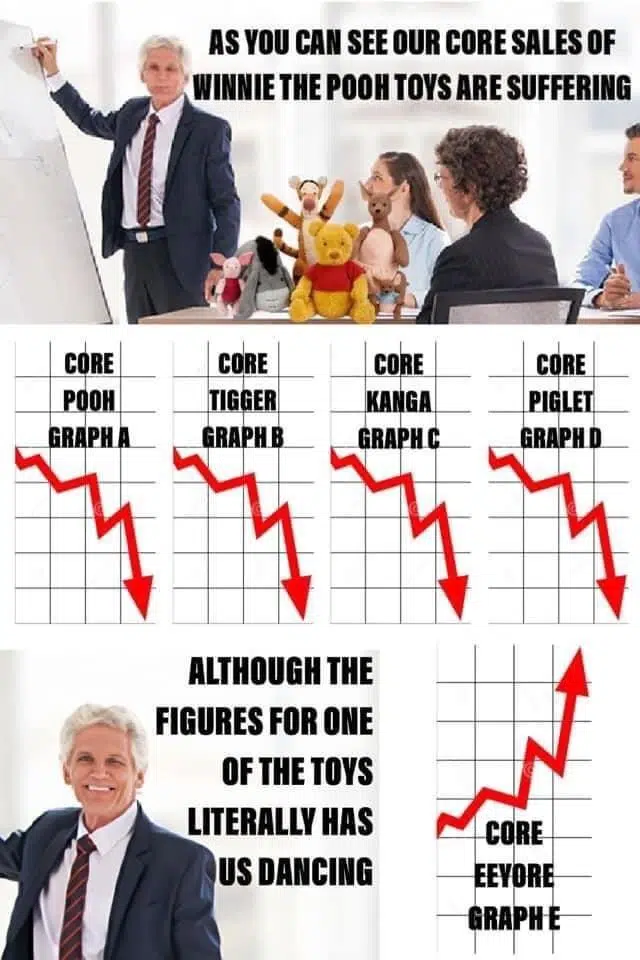 AS YOU CAN SEE OUR CORE SALES OF
WINNIE THE POOH TOYS ARE SUFFERING
CORE
POOH
GRAPH A
CORE
TIGGER
GRAPH B
CORE
KANGA
GRAPH C
CORE
PIGLET
GRAPH D
ALTHOUGH THE
FIGURES FOR ONE
OF THE TOYS
LITERALLY HAS
US DANCING
CORE
EEYORE
GRAPH E